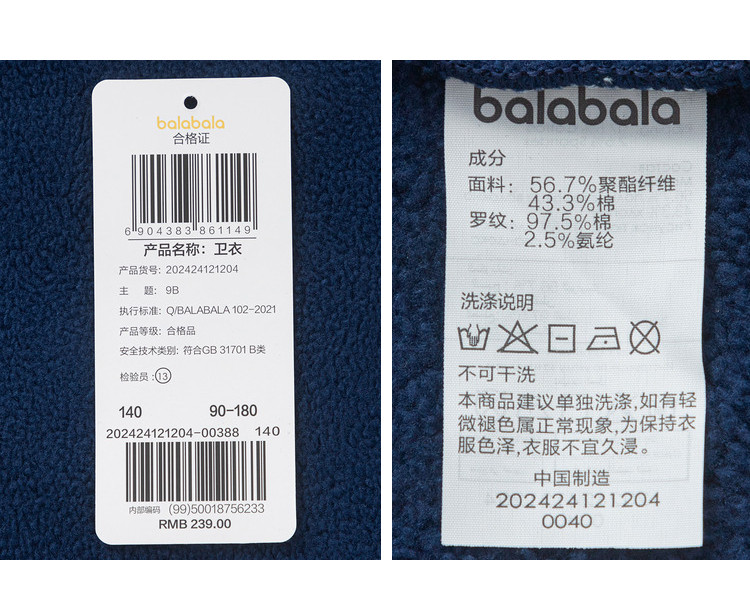 balabala
合格证
6 904383 861149
产品名称：卫衣
产品货号：202424121204
主 题：9B
执行标准：Q/BALABALA 102-2021
产品等级：合格品
安全技术类别：符合GB 31701 B类
检验员：13
140 90-180
202424121204-00388 140
内部编码 (99)50018756233
RMB 239.00
balabala
成分
面料：56.7%聚酯纤维
43.3%棉
罗纹：97.5%棉
2.5%氨纶
洗涤说明
不可干洗
本商品建议单独洗涤,如有轻
微褪色属正常现象,为保持衣
服色泽,衣服不宜久浸。
中国制造
202424121204
0040